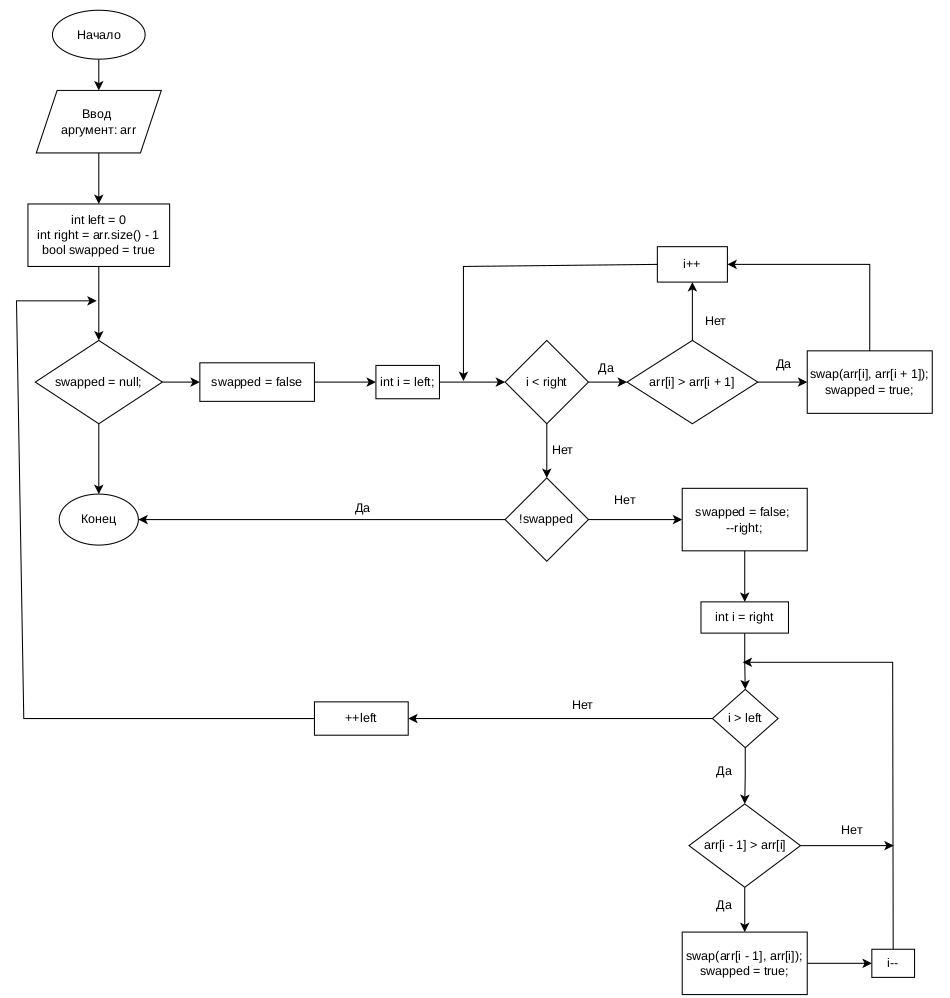 Начало
Ввод
аргумент: arr
int left = 0
int right = arr.size() - 1
bool swapped = true
i++
Нет
swapped = null;
swapped = false
int i = left;
i < right
Да
arr[i] > arr[i + 1]
Да
swap(arr[i], arr[i + 1]);
swapped = true;
Нет
Конец
Да
!swapped
Нет
swapped = false;
--right;
int i = right
++left
Нет
i > left
Да
arr[i - 1] > arr[i]
Нет
Да
swap(arr[i - 1], arr[i]);
swapped = true;
i--